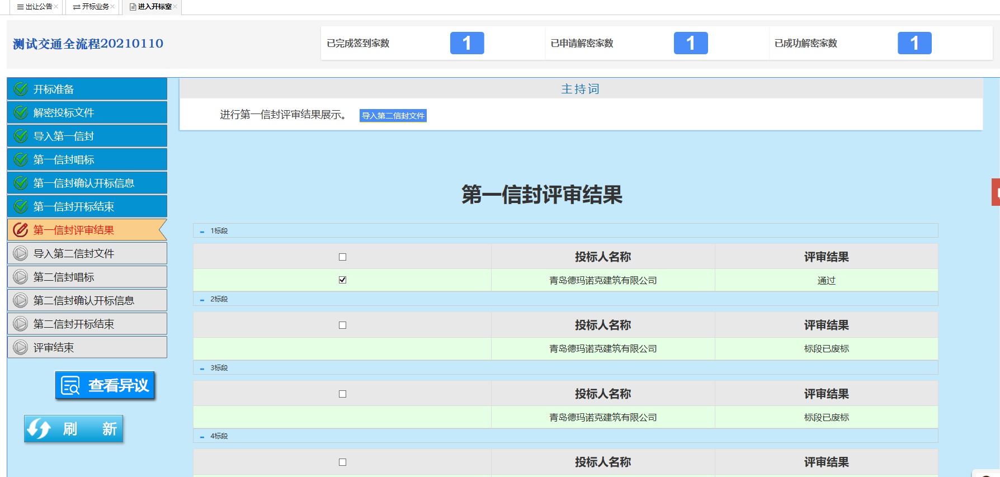 出让公告
开标业务
进入开标室
测试交通全流程20210110
已完成签到家数 1
已申请解密家数 1
已成功解密家数 1
开标准备
解密投标文件
导入第一信封
第一信封唱标
第一信封确认开标信息
第一信封开标结束
第一信封评审结果
导入第二信封文件
第二信封唱标
第二信封确认开标信息
第二信封开标结束
评审结束
查看异议
刷 新
主持词
进行第一信封评审结果展示。 导入第二信封文件
第一信封评审结果
1标段
投标人名称 评审结果
青岛德玛诺克建筑有限公司 通过
2标段
投标人名称 评审结果
青岛德玛诺克建筑有限公司 标段已废标
3标段
投标人名称 评审结果
青岛德玛诺克建筑有限公司 标段已废标
4标段
投标人名称 评审结果